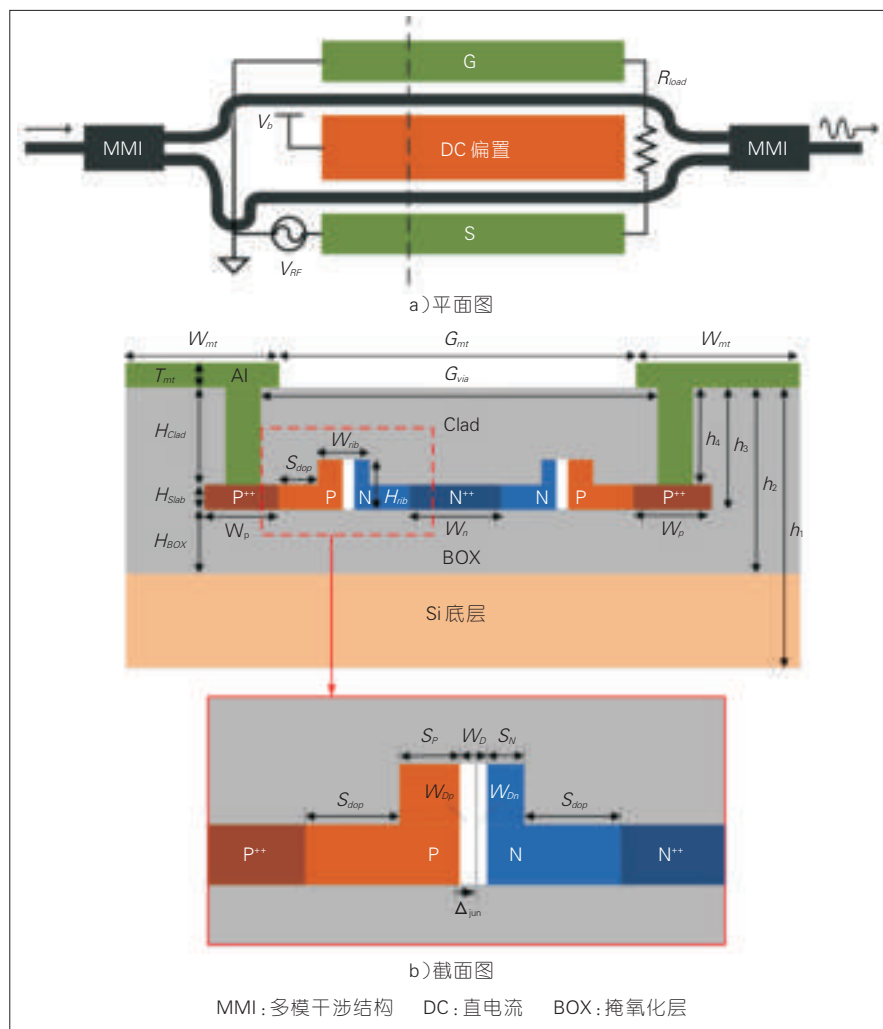 G
R_load
V_b
MMI
DC 偏置
MMI
S
V_RF
a)平面图
W_mt
G_mt
W_mt
T_mt
Al
G_via
H_Clad
Clad
W_rib
S_dop
h_4
h_3
h_2
h_1
H_Slab
P++
P
N
H_rib
N++
N
P
P++
W_p
W_n
W_p
H_BOX
BOX
Si 底层
S_P
W_D
S_N
W_Dp
W_Dn
S_dop
S_dop
P++
P
N
N++
Δ_jun
b)截面图
MMI:多模干涉结构 DC:直电流 BOX:掩氧化层